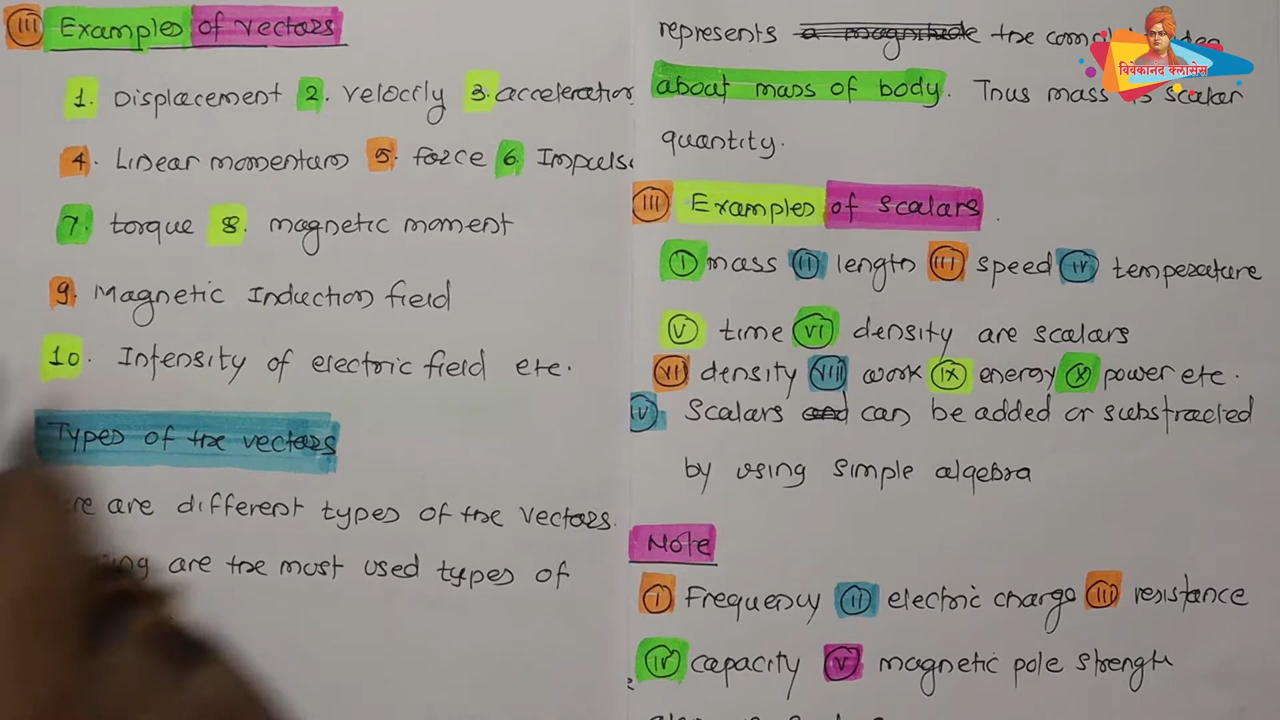 III Examples of vectors
1. Displacement 2. velocity 3. acceleration
4. Linear momentum 5. force 6. Impulse
7. torque 8. magnetic moment
9. Magnetic Induction field
10. Intensity of electric field etc.
Types of the vectors
are different types of the vectors.
are the most used types of
represents the
about mass of body. Thus mass is scalar
quantity.
III Examples of scalars.
I mass II length III speed IV temperature
V time VI density are scalars
VII density VIII work IX energy X power etc.
IV Scalars can be added or substracted
by using simple algebra
Note
I Frequency II electric charge III resistance
IV capacity V magnetic pole strength
विवेकानंद क्लासेस